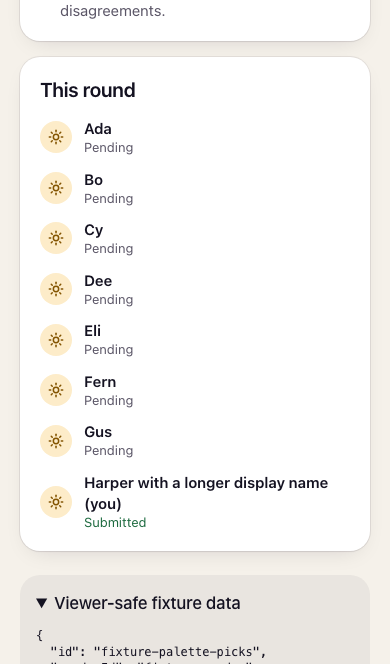 disagreements.
This round
Ada
Pending
Bo
Pending
Cy
Pending
Dee
Pending
Eli
Pending
Fern
Pending
Gus
Pending
Harper with a longer display name
(you)
Submitted
▼ Viewer-safe fixture data
{
"id": "fixture-palette-picks",